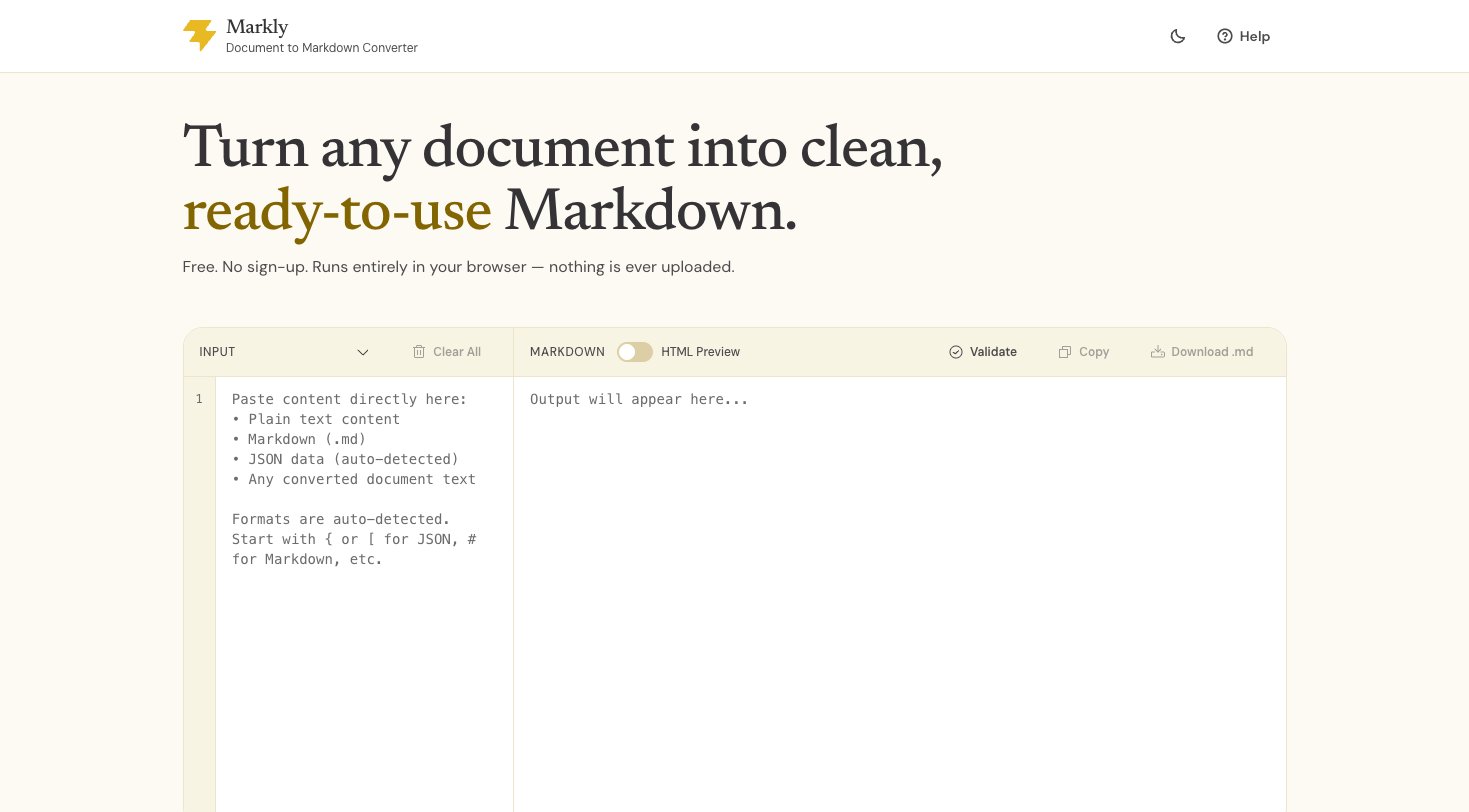 Markly
Document to Markdown Converter
Help
Turn any document into clean,
ready-to-use Markdown.
Free. No sign-up. Runs entirely in your browser — nothing is ever uploaded.
INPUT
Clear All
MARKDOWN
HTML Preview
Validate
Copy
Download .md
1
Paste content directly here:
• Plain text content
• Markdown (.md)
• JSON data (auto-detected)
• Any converted document text
Formats are auto-detected.
Start with { or [ for JSON, #
for Markdown, etc.
Output will appear here...